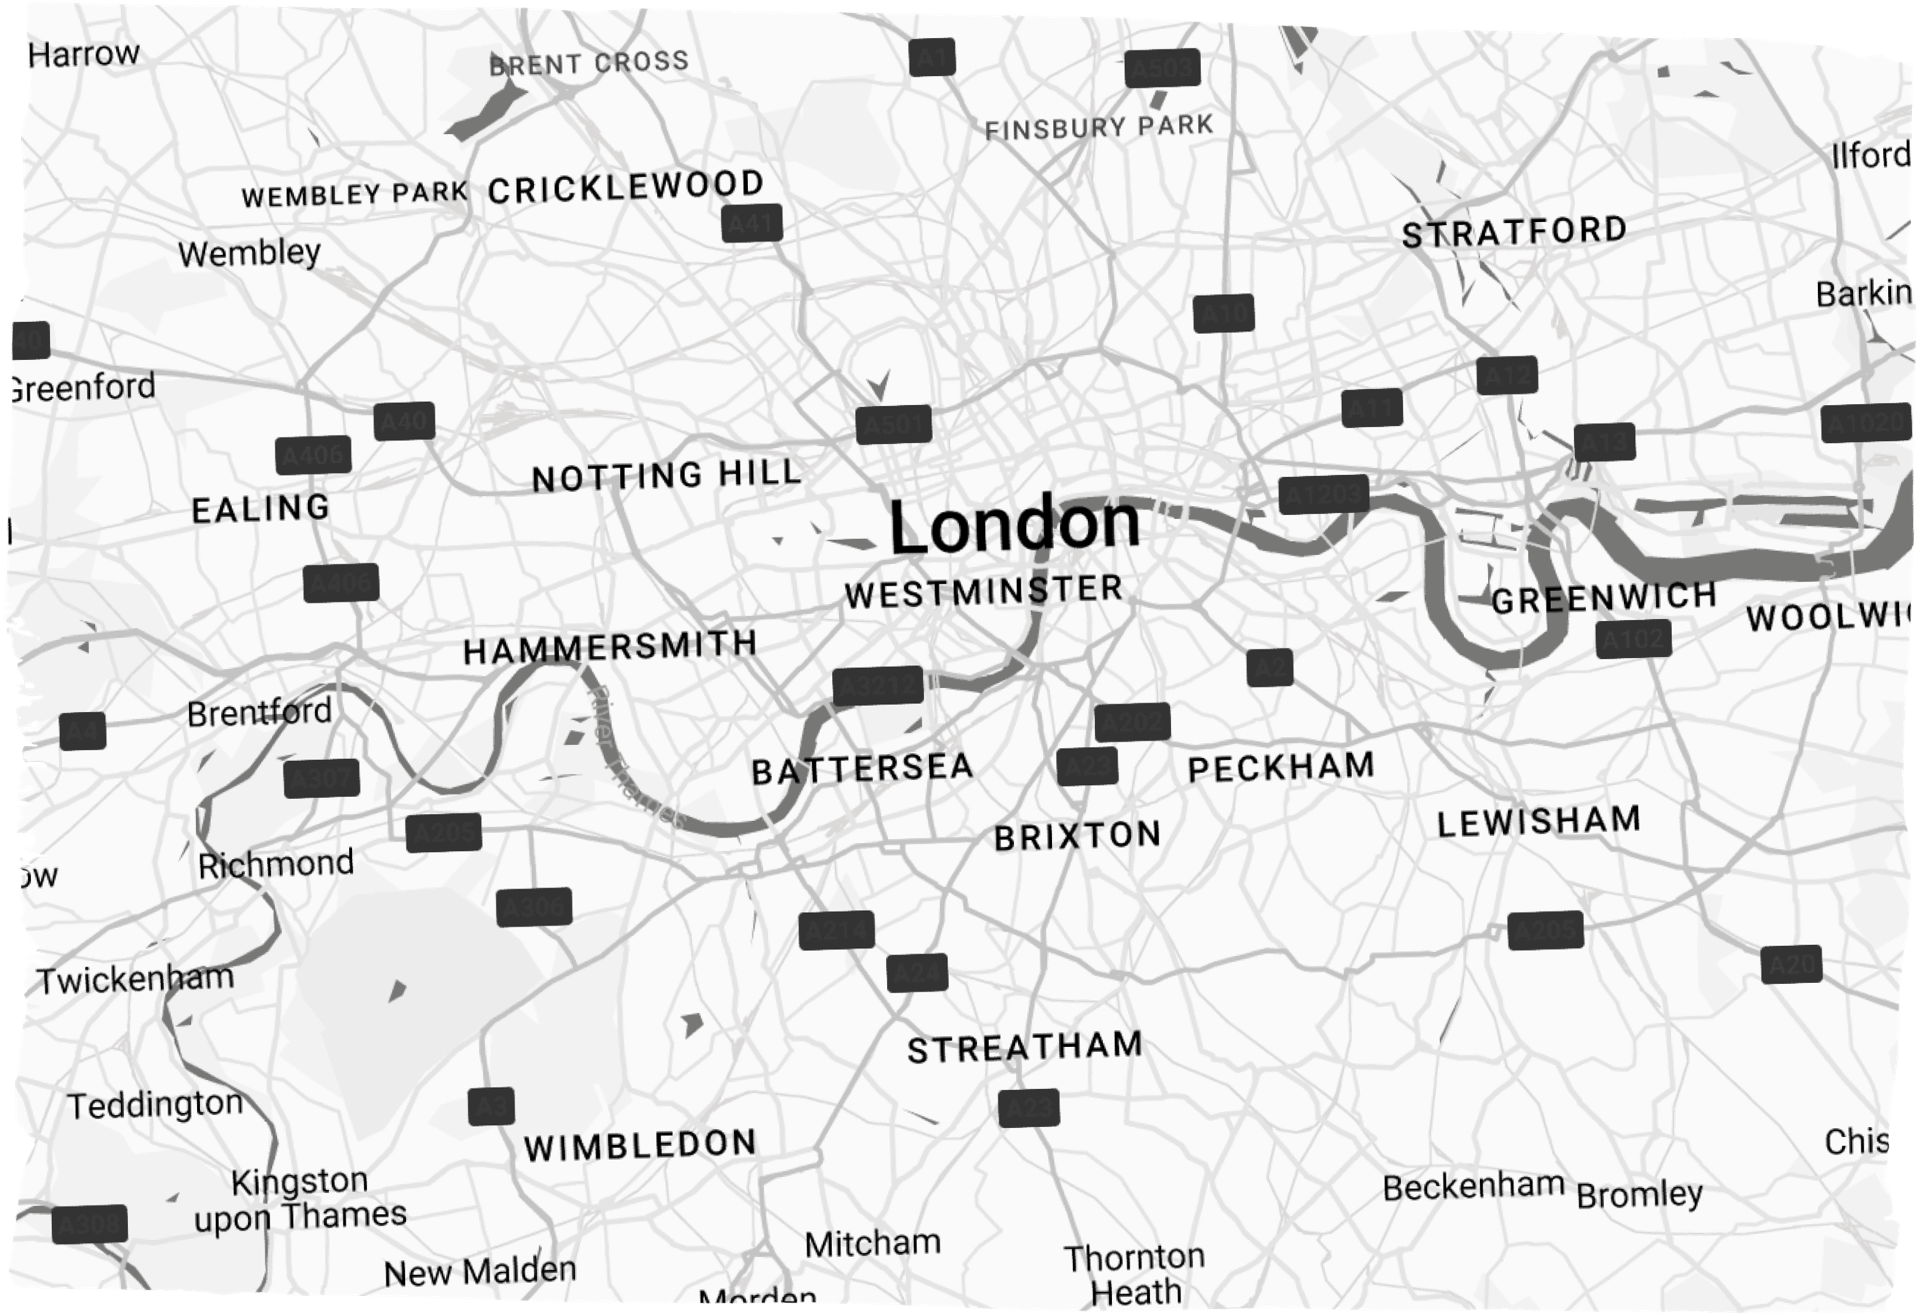 Harrow
BRENT CROSS
A1
A503
FINSBURY PARK
Ilford
WEMBLEY PARK
CRICKLEWOOD
A41
STRATFORD
Wembley
Barkin
A10
40
Greenford
A12
A40
A11
A501
A13
A1020
A406
NOTTING HILL
EALING
A1203
London
A406
WESTMINSTER
GREENWICH
WOOLWI
HAMMERSMITH
A102
A2
A3212
Brentford
River Thames
A4
A202
A307
BATTERSEA
A23
PECKHAM
A205
BRIXTON
LEWISHAM
Richmond
ow
A306
A214
A205
A24
A20
Twickenham
STREATHAM
Teddington
A3
A23
WIMBLEDON
Chis
Kingston
upon Thames
Beckenham
Bromley
A308
Mitcham
New Malden
Thornton
Heath
Morden